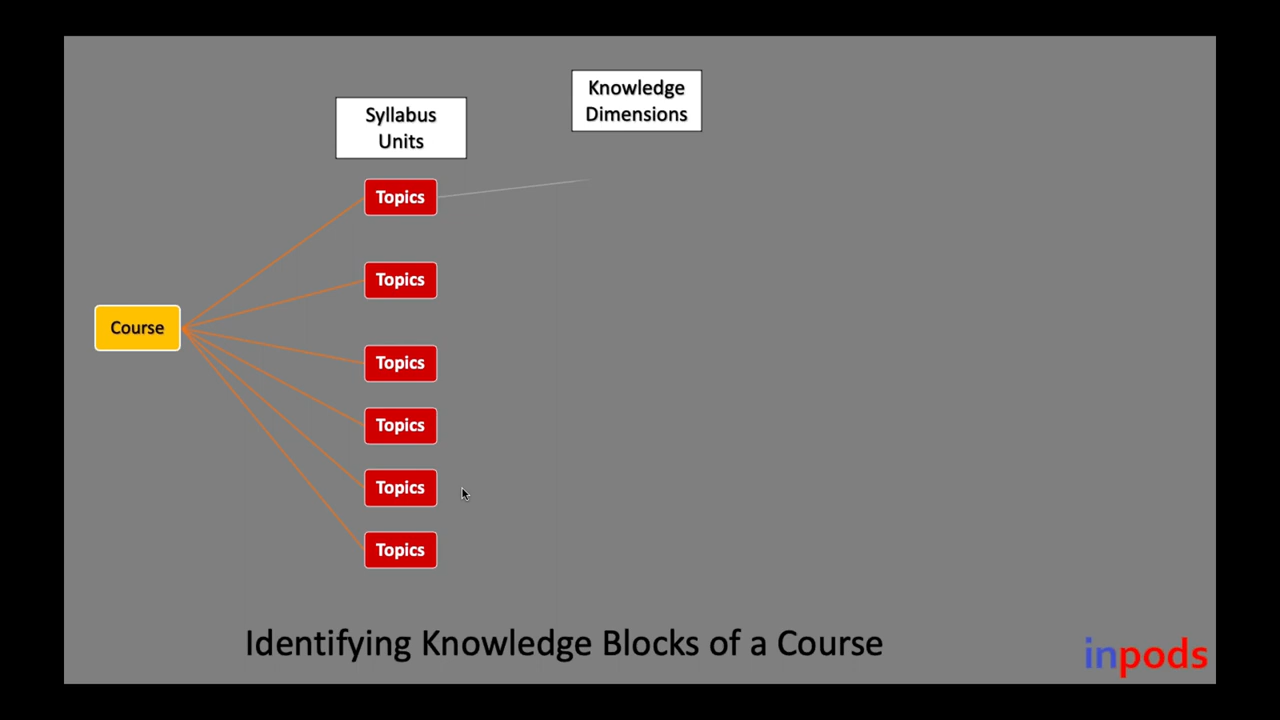 Knowledge
Dimensions
Syllabus
Units
Topics
Topics
Course
Topics
Topics
Topics
Topics
Identifying Knowledge Blocks of a Course
inpods